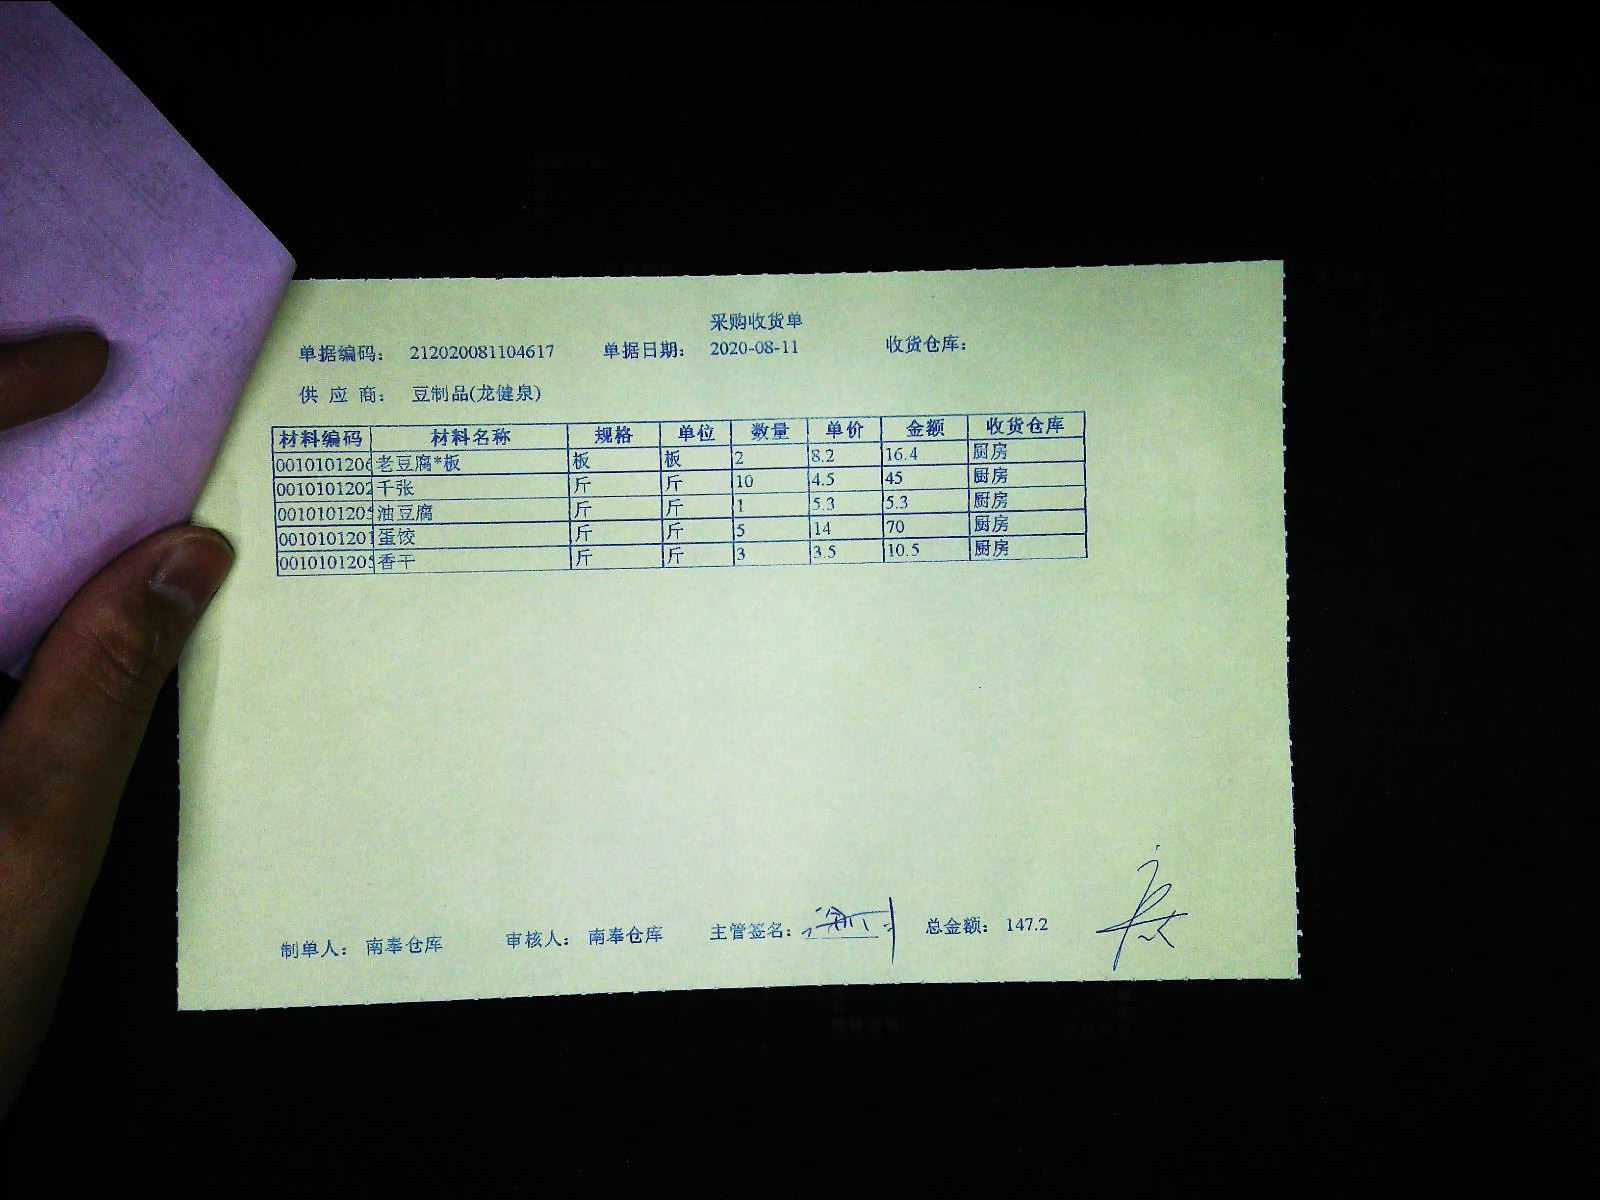 采购收货单
单据编码： 212020081104617 单据日期： 2020-08-11 收货仓库：
供 应 商： 豆制品(龙健泉)
材料编码 材料名称 规格 单位 数量 单价 金额 收货仓库
0010101206 老豆腐*板 板 板 2 8.2 16.4 厨房
0010101202 千张 斤 斤 10 4.5 45 厨房
001010120 油豆腐 斤 斤 1 5.3 5.3 厨房
0010101201 蛋饺 斤 斤 5 14 70 厨房
001010120 香干 斤 斤 3 3.5 10.5 厨房
制单人： 南奉仓库 审核人： 南奉仓库 主管签名： 总金额： 147.2